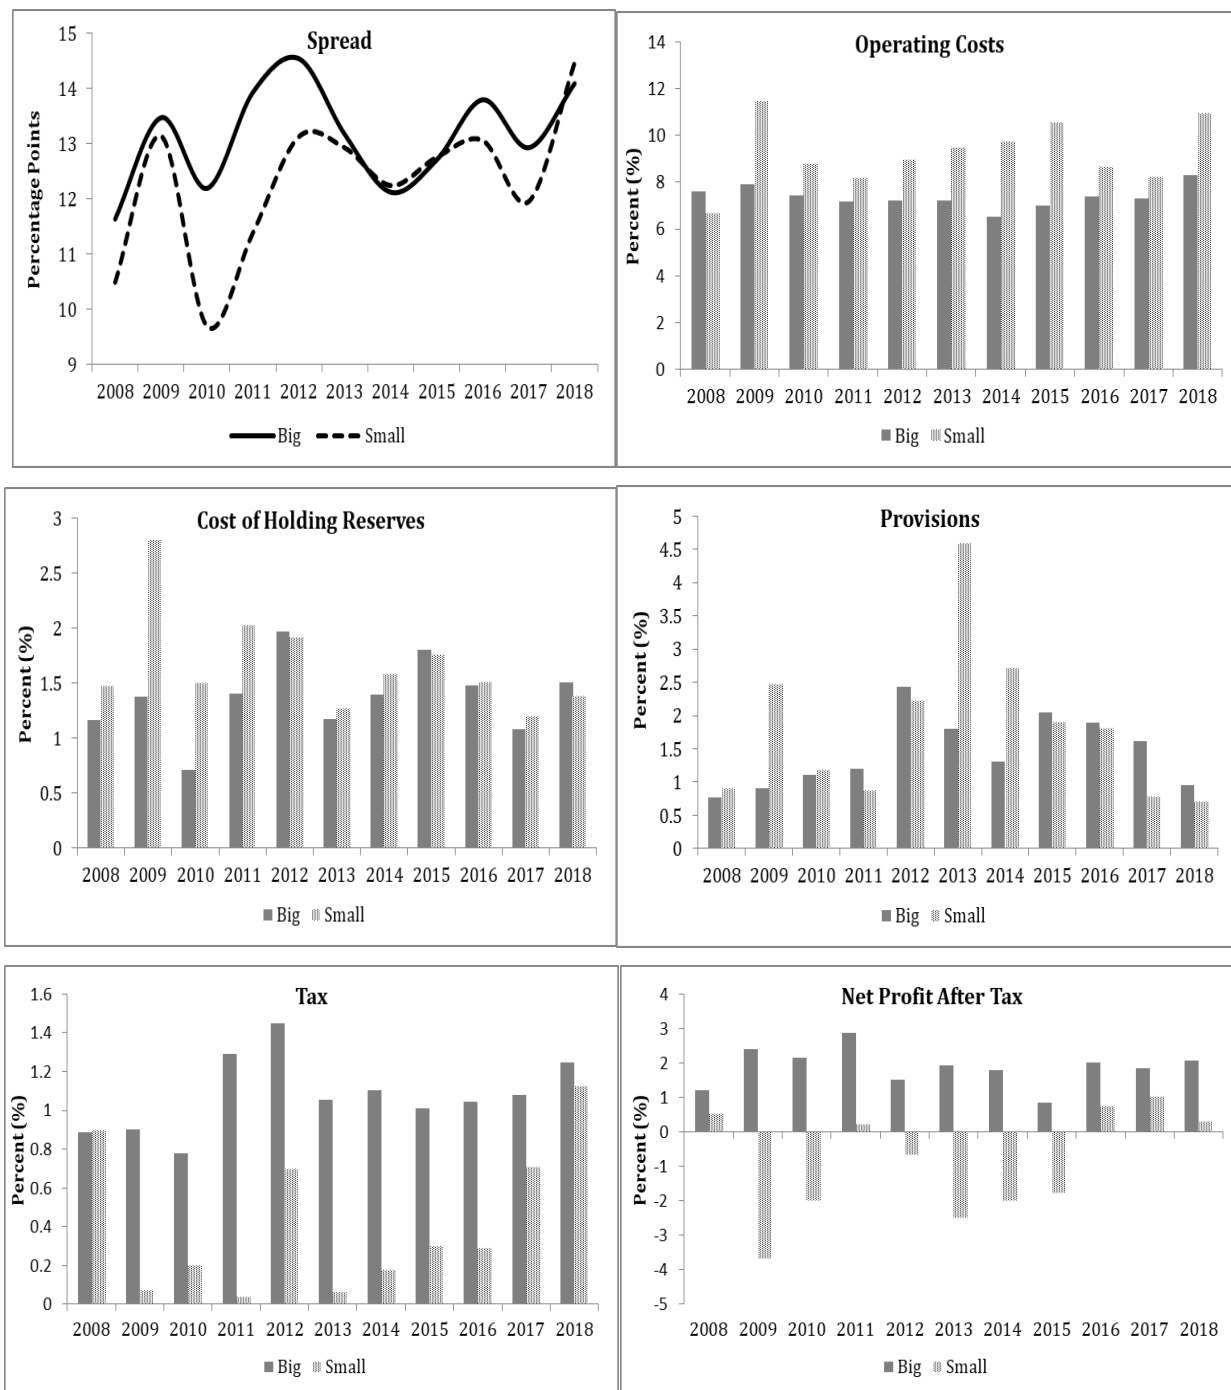 Spread
Percentage Points
15
14
13
12
11
10
9
2008 2009 2010 2011 2012 2013 2014 2015 2016 2017 2018
Big Small
Operating Costs
Percent (%)
14
12
10
8
6
4
2
0
2008 2009 2010 2011 2012 2013 2014 2015 2016 2017 2018
Big Small
Cost of Holding Reserves
Percent (%)
3
2.5
2
1.5
1
0.5
0
2008 2009 2010 2011 2012 2013 2014 2015 2016 2017 2018
Big Small
Provisions
Percent (%)
5
4.5
4
3.5
3
2.5
2
1.5
1
0.5
0
2008 2009 2010 2011 2012 2013 2014 2015 2016 2017 2018
Big Small
Tax
Percent (%)
1.6
1.4
1.2
1
0.8
0.6
0.4
0.2
0
2008 2009 2010 2011 2012 2013 2014 2015 2016 2017 2018
Big Small
Net Profit After Tax
Percent (%)
4
3
2
1
0
-1
-2
-3
-4
-5
2008 2009 2010 2011 2012 2013 2014 2015 2016 2017 2018
Big Small